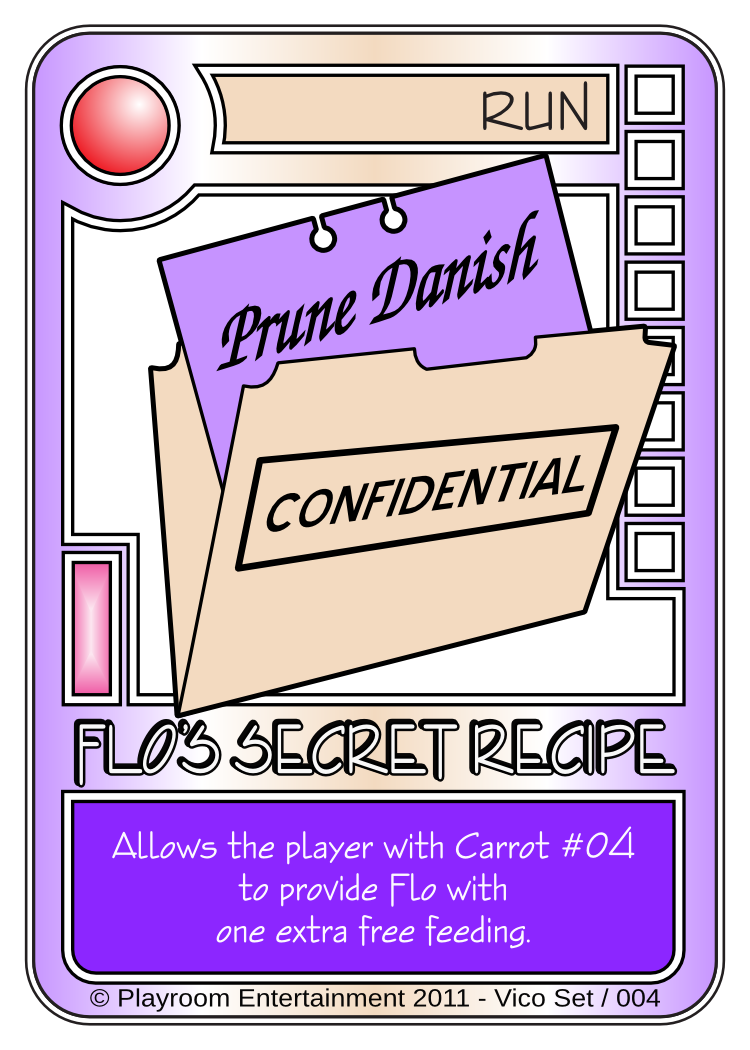 RUN
Prune Danish
CONFIDENTIAL
FLO'S SECRET RECIPE
Allows the player with Carrot #04
to provide Flo with
one extra free feeding.
© Playroom Entertainment 2011 - Vico Set / 004